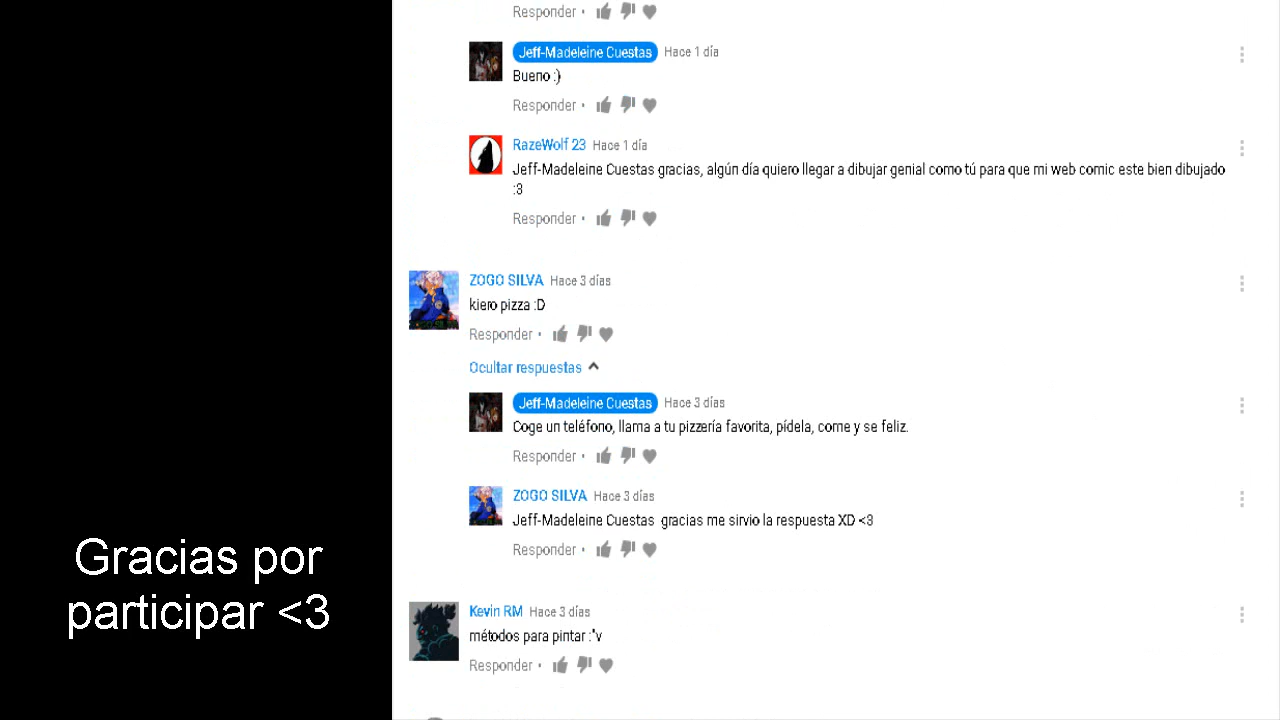 Responder •
Jeff-Madeleine Cuestas Hace 1 día
Bueno :)
Responder •
RazeWolf 23 Hace 1 día
Jeff-Madeleine Cuestas gracias, algún día quiero llegar a dibujar genial como tú para que mi web comic este bien dibujado
:3
Responder •
ZOGO SILVA Hace 3 días
kiero pizza :D
Responder •
Ocultar respuestas
Jeff-Madeleine Cuestas Hace 3 días
Coge un teléfono, llama a tu pizzería favorita, pídela, come y se feliz.
Responder •
ZOGO SILVA Hace 3 días
Jeff-Madeleine Cuestas gracias me sirvio la respuesta XD <3
Responder •
Kevin RM Hace 3 días
métodos para pintar :"v
Responder •
Gracias por
participar <3